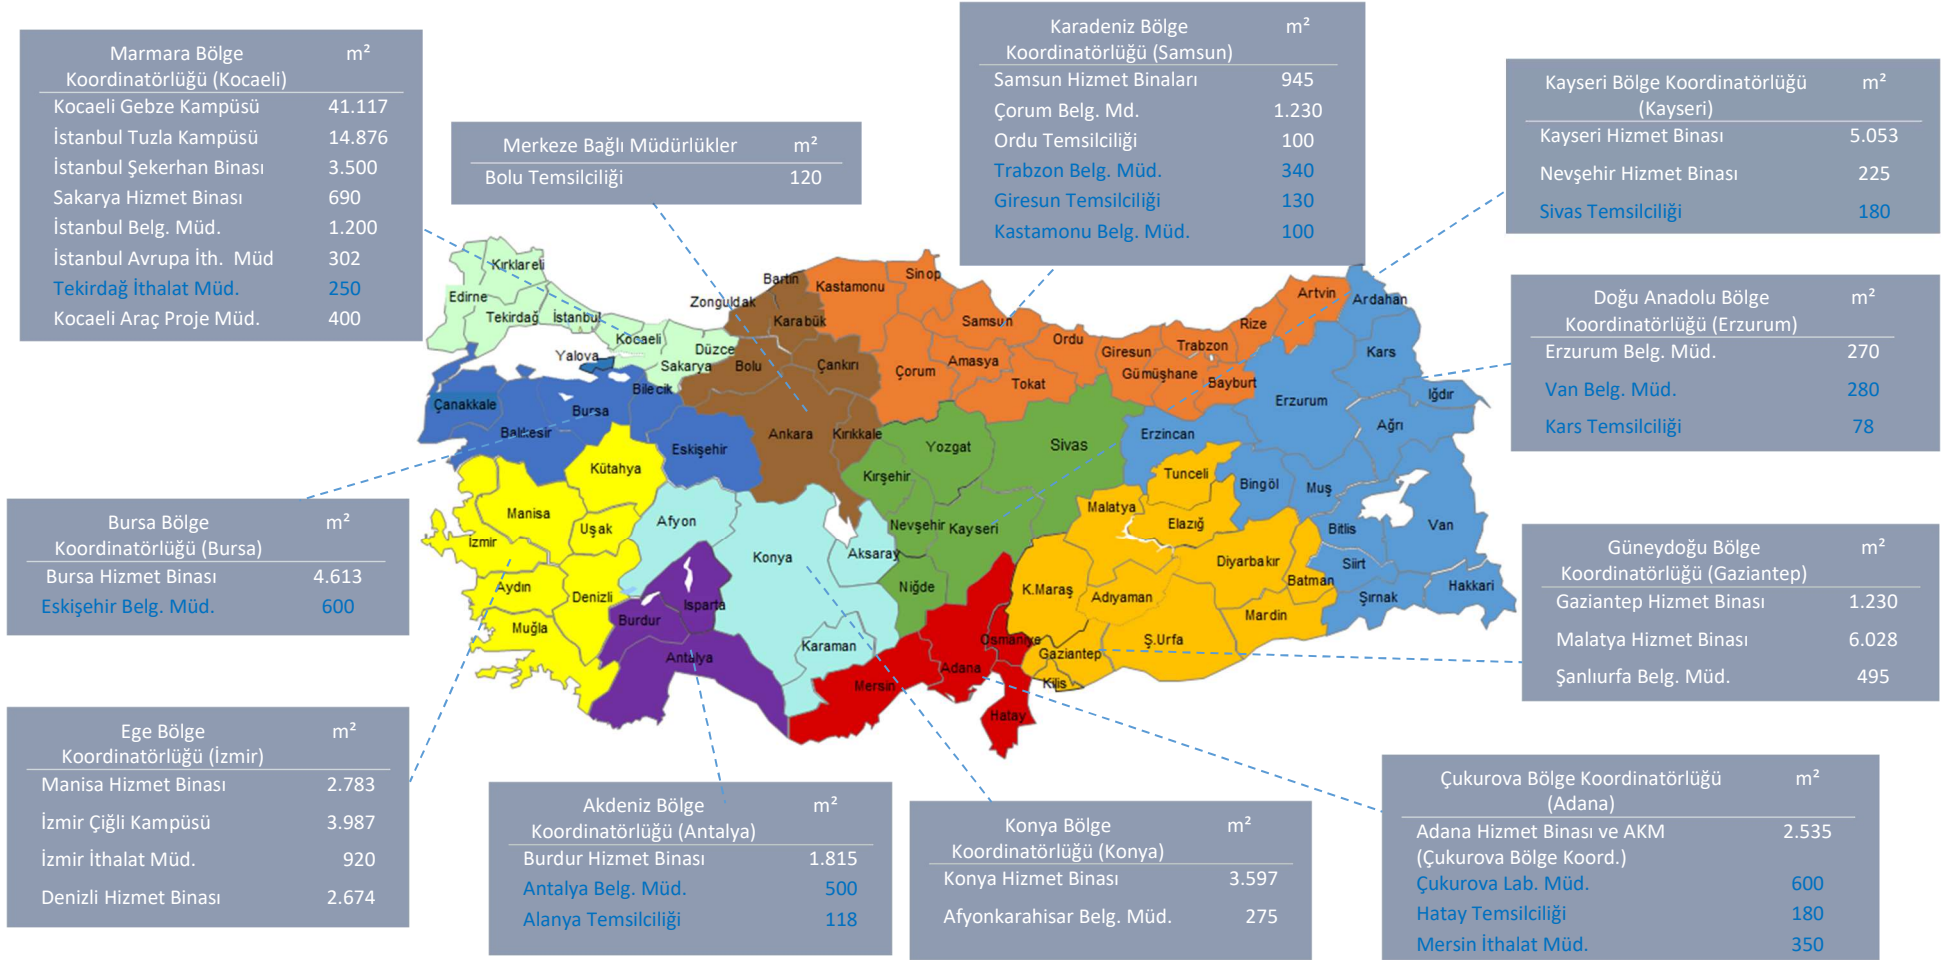 Marmara Bölge m²
Koordinatörlüğü (Kocaeli)
Kocaeli Gebze Kampüsü 41.117
İstanbul Tuzla Kampüsü 14.876
İstanbul Şekerhan Binası 3.500
Sakarya Hizmet Binası 690
İstanbul Belg. Müd. 1.200
İstanbul Avrupa İth. Müd 302
Tekirdağ İthalat Müd. 250
Kocaeli Araç Proje Müd. 400
Merkeze Bağlı Müdürlükler m²
Bolu Temsilciliği 120
Karadeniz Bölge m²
Koordinatörlüğü (Samsun)
Samsun Hizmet Binaları 945
Çorum Belg. Md. 1.230
Ordu Temsilciliği 100
Trabzon Belg. Müd. 340
Giresun Temsilciliği 130
Kastamonu Belg. Müd. 100
Kayseri Bölge Koordinatörlüğü m²
(Kayseri)
Kayseri Hizmet Binası 5.053
Nevşehir Hizmet Binası 225
Sivas Temsilciliği 180
Doğu Anadolu Bölge m²
Koordinatörlüğü (Erzurum)
Erzurum Belg. Müd. 270
Van Belg. Müd. 280
Kars Temsilciliği 78
Güneydoğu Bölge m²
Koordinatörlüğü (Gaziantep)
Gaziantep Hizmet Binası 1.230
Malatya Hizmet Binası 6.028
Şanlıurfa Belg. Müd. 495
Bursa Bölge m²
Koordinatörlüğü (Bursa)
Bursa Hizmet Binası 4.613
Eskişehir Belg. Müd. 600
Ege Bölge m²
Koordinatörlüğü (İzmir)
Manisa Hizmet Binası 2.783
İzmir Çiğli Kampüsü 3.987
İzmir İthalat Müd. 920
Denizli Hizmet Binası 2.674
Akdeniz Bölge m²
Koordinatörlüğü (Antalya)
Burdur Hizmet Binası 1.815
Antalya Belg. Müd. 500
Alanya Temsilciliği 118
Konya Bölge m²
Koordinatörlüğü (Konya)
Konya Hizmet Binası 3.597
Afyonkarahisar Belg. Müd. 275
Çukurova Bölge Koordinatörlüğü m²
(Adana)
Adana Hizmet Binası ve AKM 2.535
(Çukurova Bölge Koord.)
Çukurova Lab. Müd. 600
Hatay Temsilciliği 180
Mersin İthalat Müd. 350
Kırklareli
Edirne
Tekirdağ
İstanbul
Yalova
Kocaeli
Sakarya
Düzce
Bolu
Zonguldak
Bartın
Karabük
Kastamonu
Sinop
Çankırı
Çorum
Samsun
Amasya
Tokat
Ordu
Giresun
Gümüşhane
Trabzon
Bayburt
Rize
Artvin
Ardahan
Kars
Iğdır
Ağrı
Erzurum
Erzincan
Çanakkale
Balıkesir
Bursa
Bilecik
Eskişehir
Kütahya
Ankara
Kırıkkale
Kırşehir
Yozgat
Sivas
Tunceli
Bingöl
Muş
Bitlis
Van
Manisa
İzmir
Uşak
Afyon
Aydın
Denizli
Muğla
Isparta
Burdur
Antalya
Konya
Aksaray
Karaman
Nevşehir
Kayseri
Niğde
Malatya
Elazığ
Diyarbakır
Batman
Siirt
Şırnak
Hakkari
K.Maraş
Adıyaman
Mardin
Ş.Urfa
Gaziantep
Kilis
Osmaniye
Adana
Mersin
Hatay